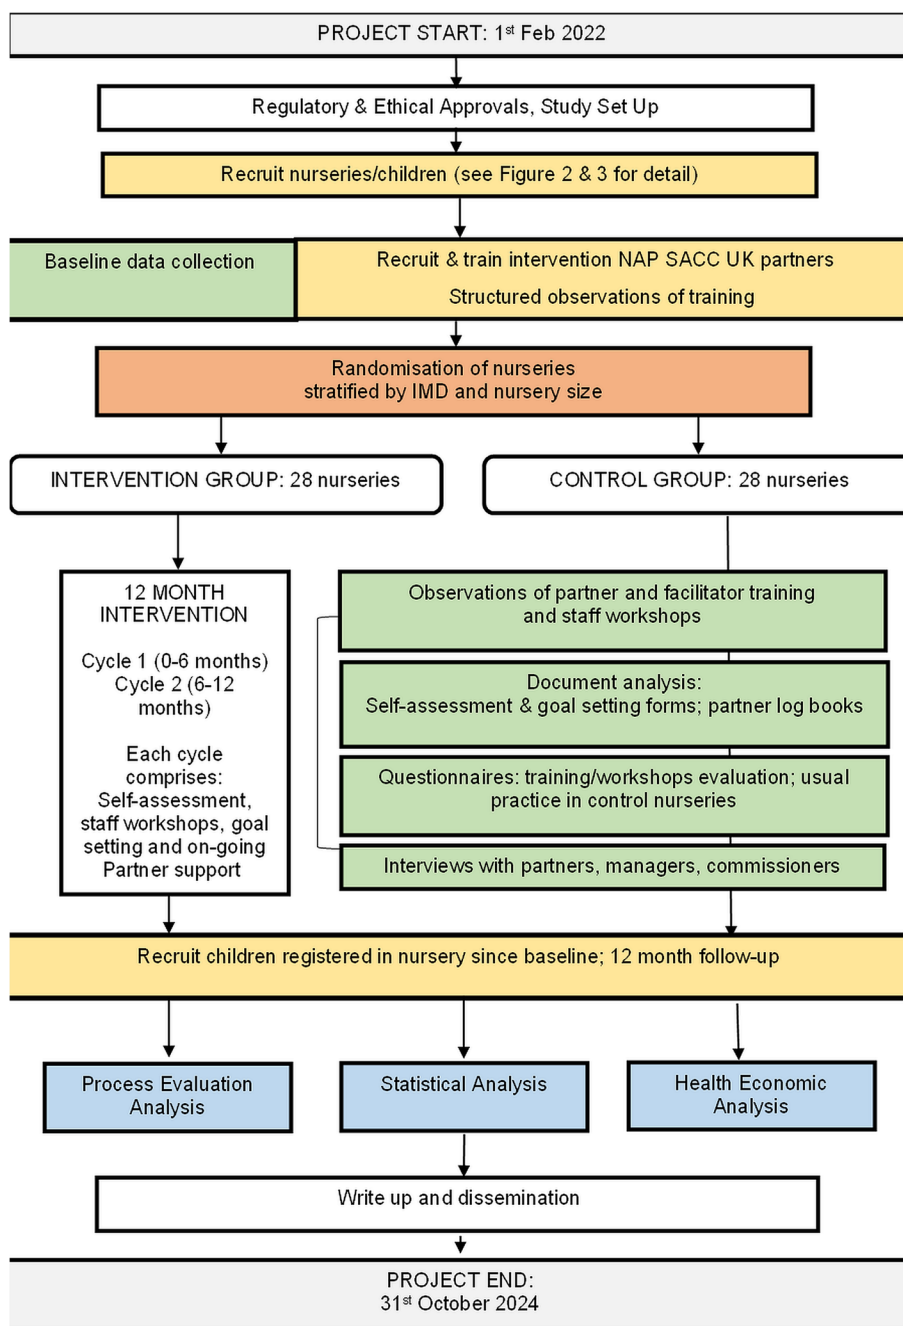 PROJECT START: 1st Feb 2022
Regulatory & Ethical Approvals, Study Set Up
Recruit nurseries/children (see Figure 2 & 3 for detail)
Baseline data collection
Recruit & train intervention NAP SACC UK partners
Structured observations of training
Randomisation of nurseries
stratified by IMD and nursery size
INTERVENTION GROUP: 28 nurseries
CONTROL GROUP: 28 nurseries
12 MONTH
INTERVENTION
Cycle 1 (0-6 months)
Cycle 2 (6-12
months)
Each cycle
comprises:
Self-assessment,
staff workshops, goal
setting and on-going
Partner support
Observations of partner and facilitator training
and staff workshops
Document analysis:
Self-assessment & goal setting forms; partner log books
Questionnaires: training/workshops evaluation; usual
practice in control nurseries
Interviews with partners, managers, commissioners
Recruit children registered in nursery since baseline; 12 month follow-up
Process Evaluation
Analysis
Statistical Analysis
Health Economic
Analysis
Write up and dissemination
PROJECT END:
31st October 2024